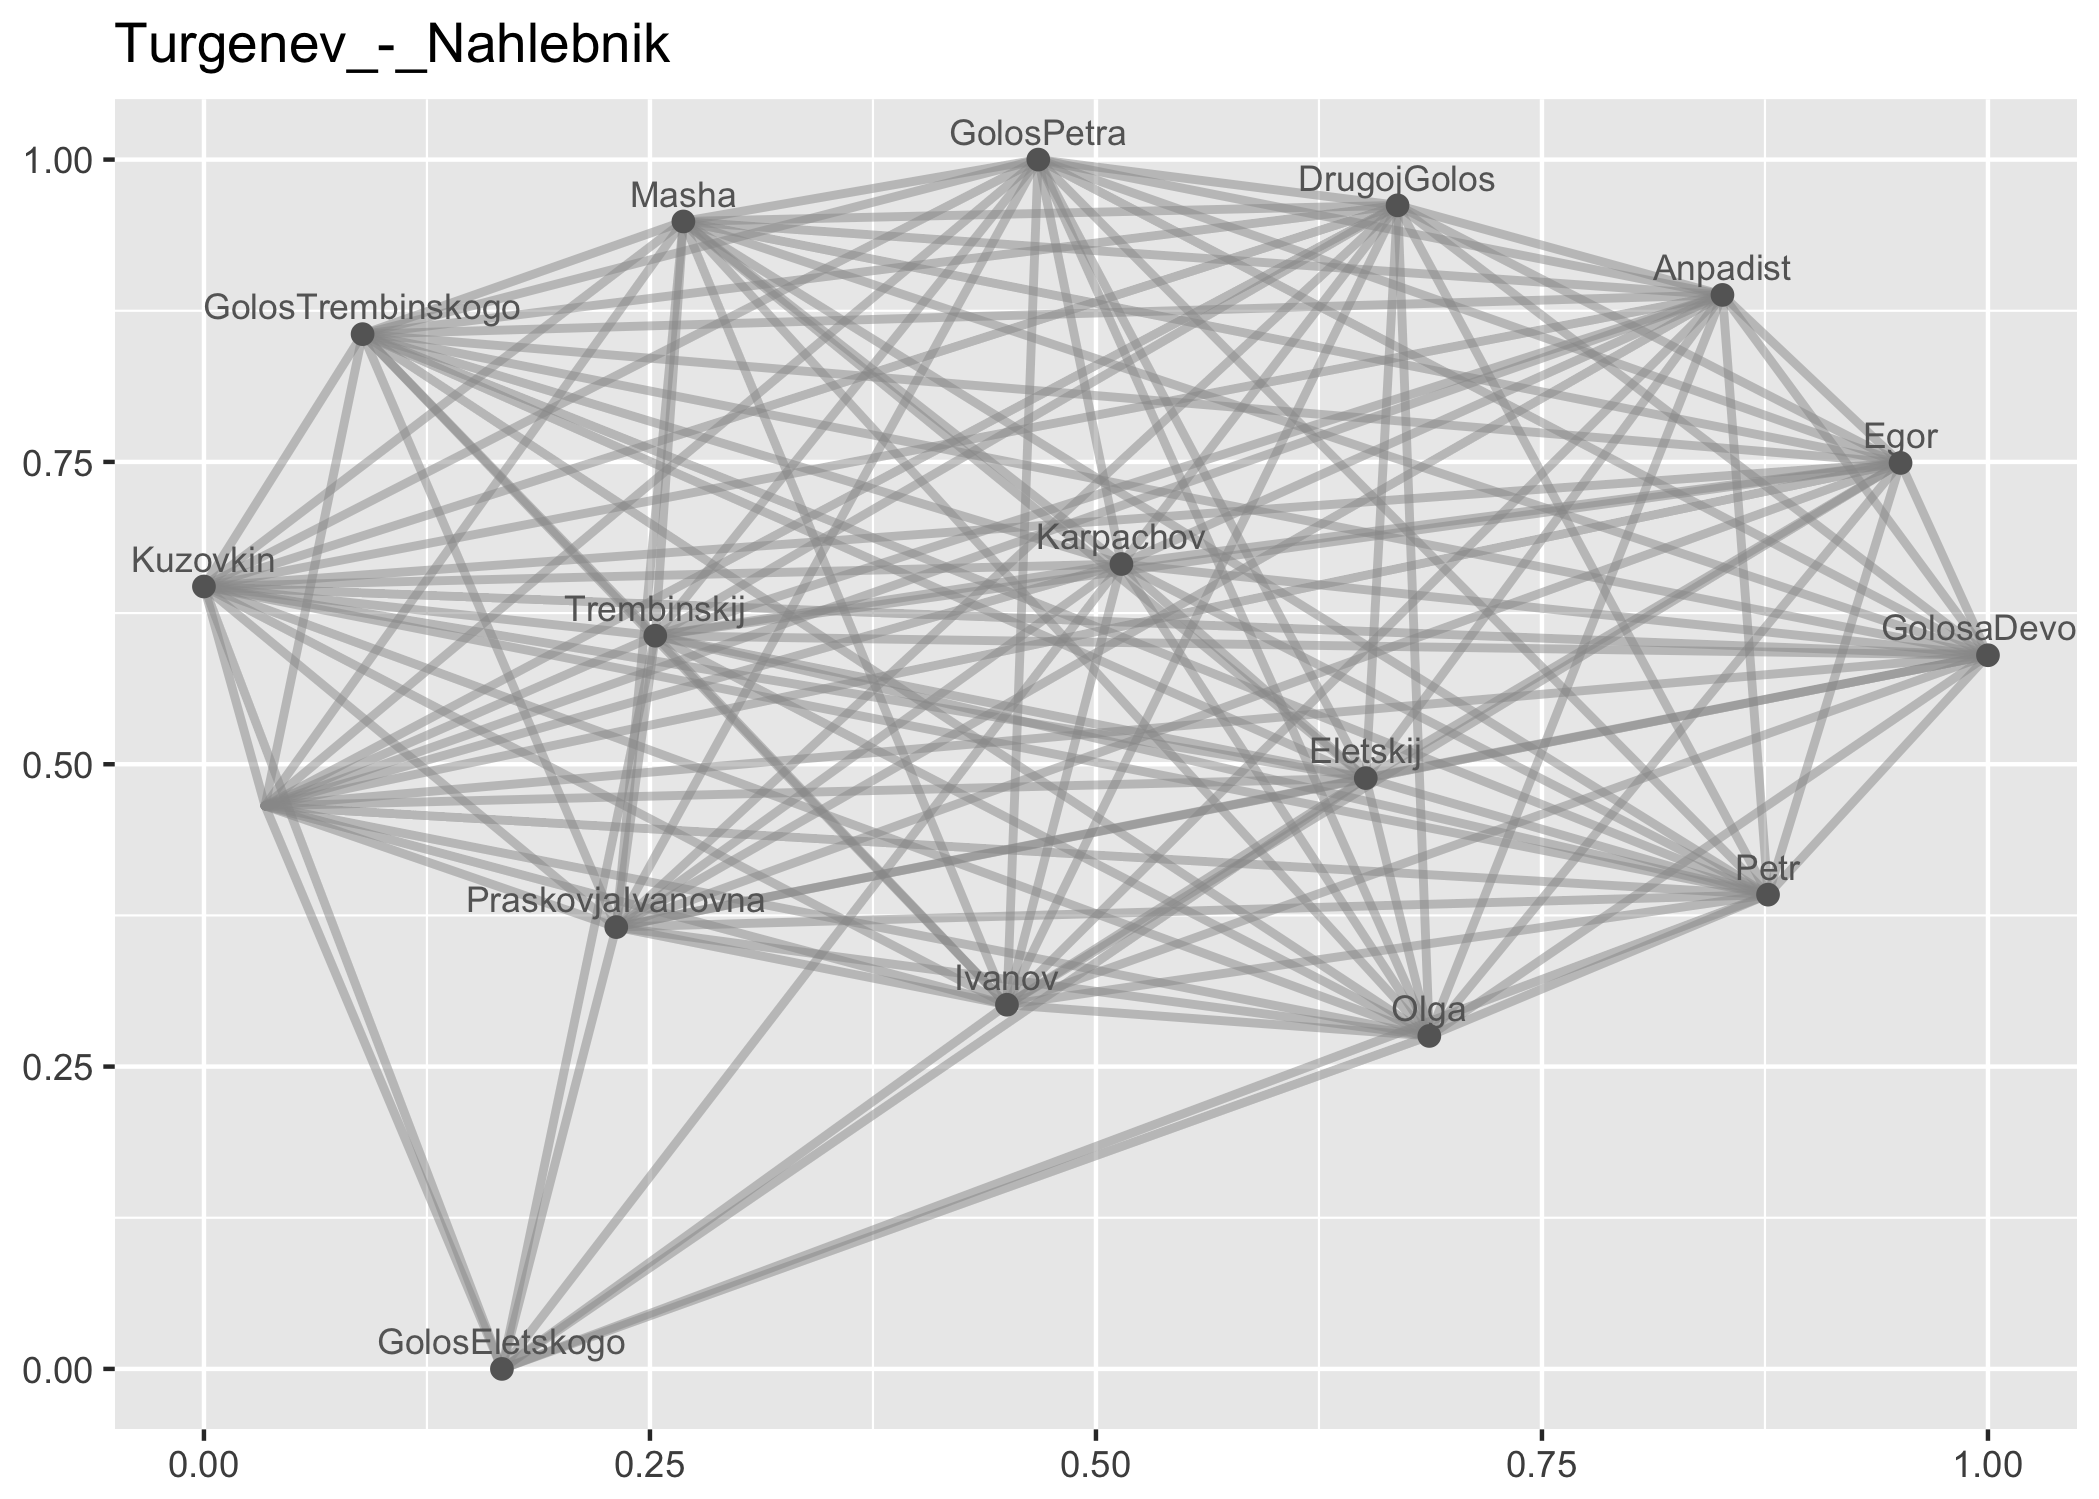 Turgenev_-_Nahlebnik
GolosPetra
1.00
DrugojGolos
Masha
Anpadist
GolosTrembinskogo
Egor
0.75
Karpachov
Kuzovkin
Trembinskij
GolosaDevo
Eletskij
0.50
Petr
PraskovjaIvanovna
Ivanov
Olga
0.25
GolosEletskogo
0.00
0.00 0.25 0.50 0.75 1.00